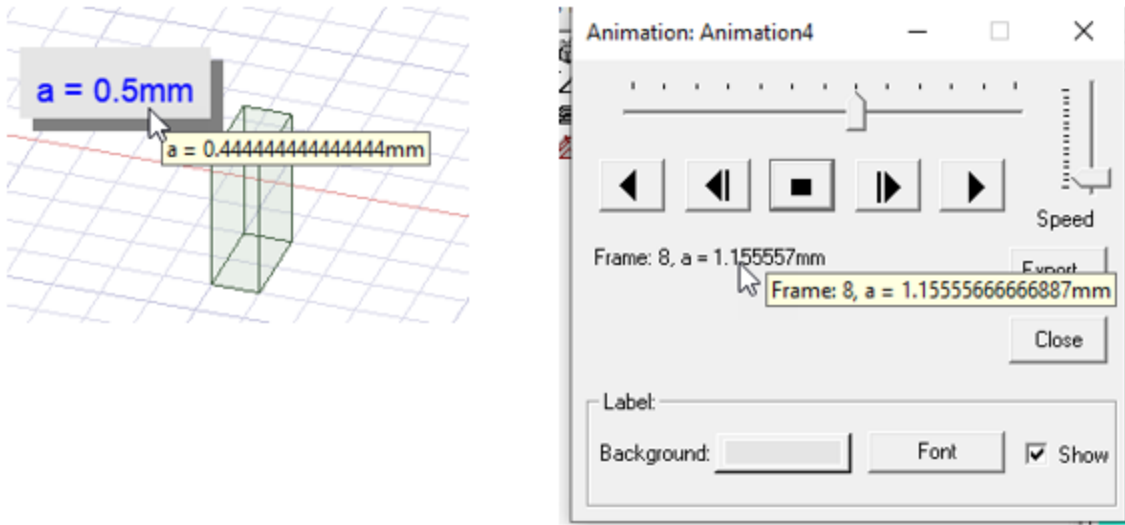 a = 0.5mm
a = 0.444444444444444mm
Animation: Animation4
Speed
Frame: 8, a = 1.155557mm
Export
Frame: 8, a = 1.15555666666887mm
Close
Label:
Background:
Font
Show